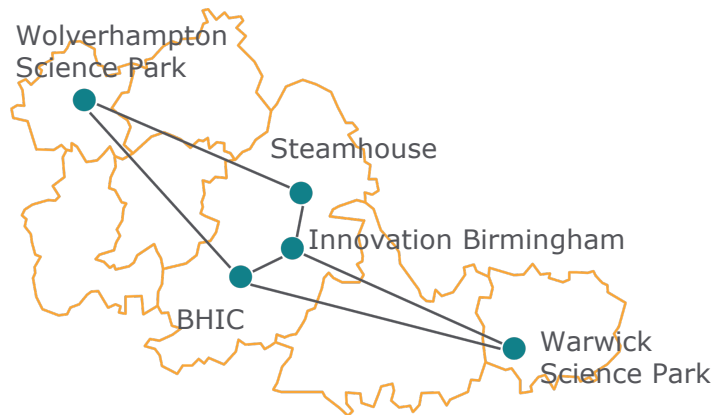 Wolverhampton
Science Park
Steamhouse
Innovation Birmingham
BHIC
Warwick
Science Park